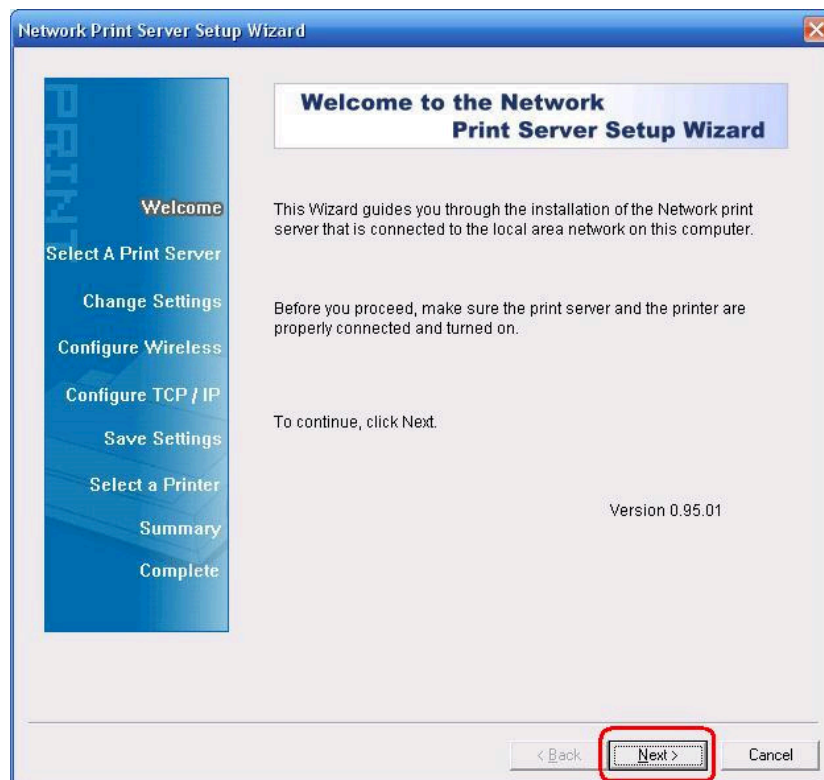 Network Print Server Setup Wizard
PRINT
Welcome
Select A Print Server
Change Settings
Configure Wireless
Configure TCP / IP
Save Settings
Select a Printer
Summary
Complete
Welcome to the Network
Print Server Setup Wizard
This Wizard guides you through the installation of the Network print
server that is connected to the local area network on this computer.
Before you proceed, make sure the print server and the printer are
properly connected and turned on.
To continue, click Next.
Version 0.95.01
< Back
Next >
Cancel